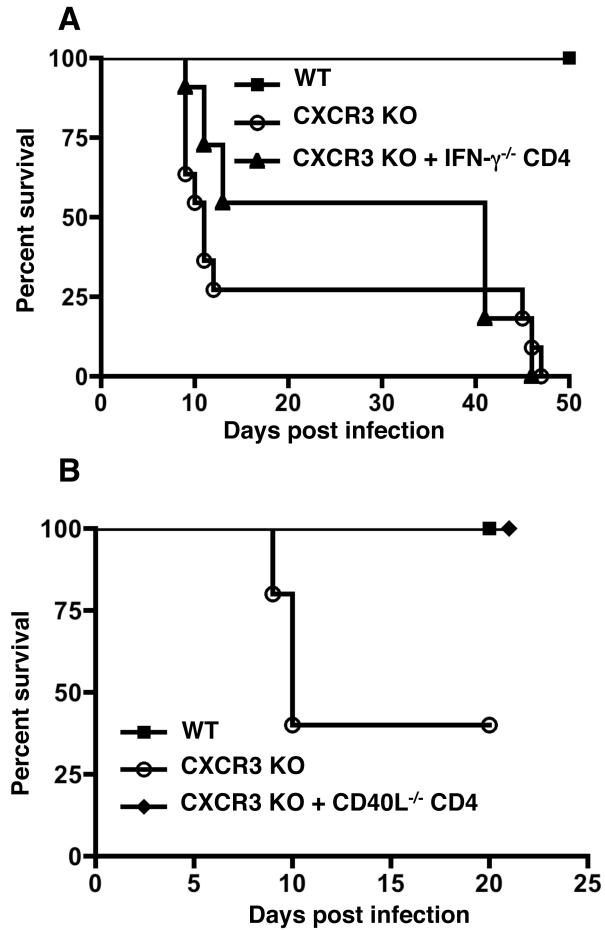 A
100
75
50
25
0
Percent survival
WT
CXCR3 KO
CXCR3 KO + IFN-γ-/- CD4
0 10 20 30 40 50
Days post infection
B
100
75
50
25
0
Percent survival
WT
CXCR3 KO
CXCR3 KO + CD40L-/- CD4
0 5 10 15 20 25
Days post infection